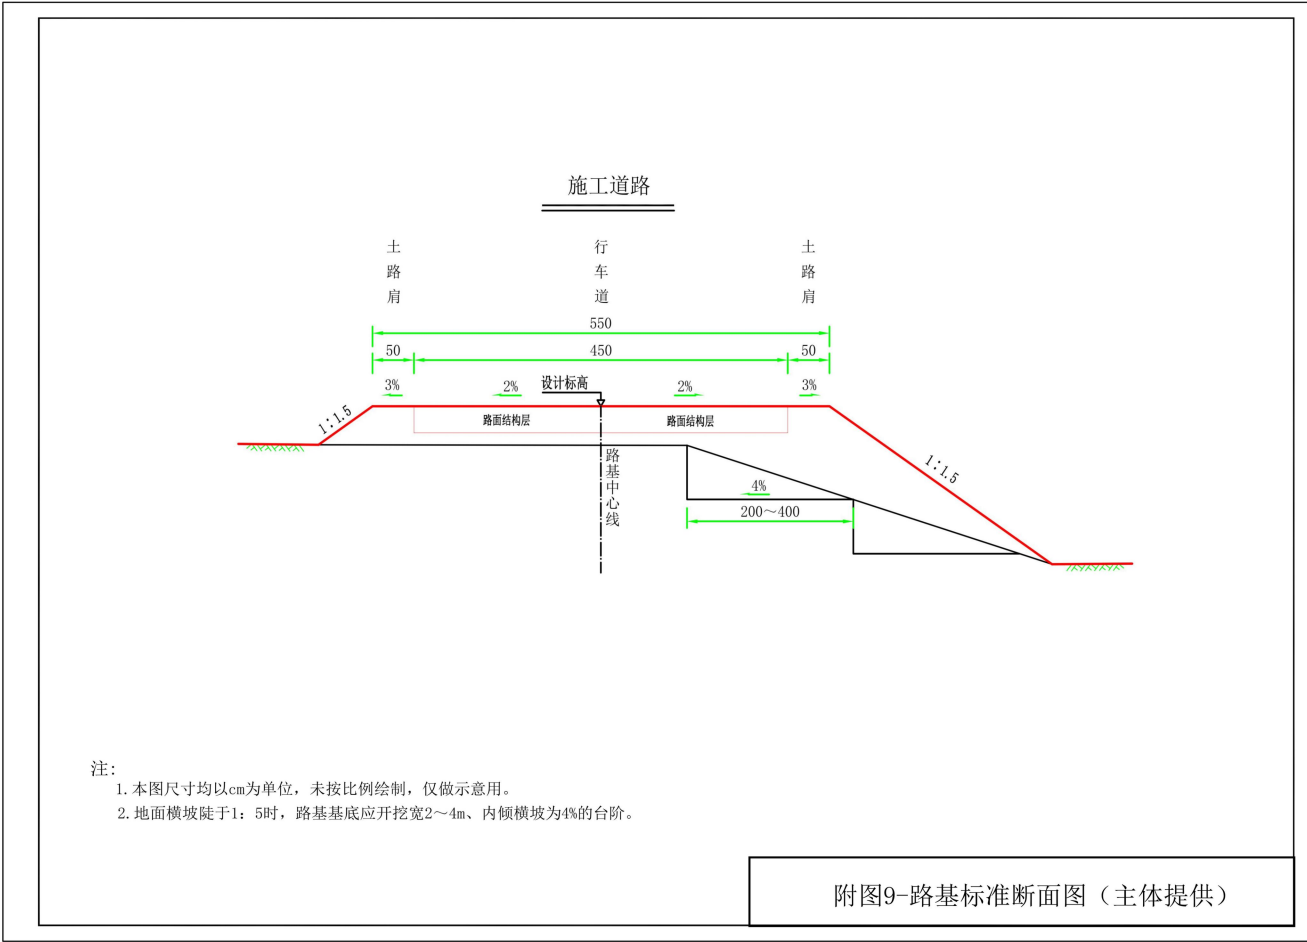 施工道路
土路肩
行车道
土路肩
550
50
450
50
3%
2%
设计标高
2%
3%
1:1.5
路面结构层
路面结构层
路基中心线
1:1.5
4%
200～400
注:
1.本图尺寸均以cm为单位，未按比例绘制，仅做示意用。
2.地面横坡陡于1：5时，路基基底应开挖宽2～4m、内倾横坡为4%的台阶。
附图9-路基标准断面图（主体提供）